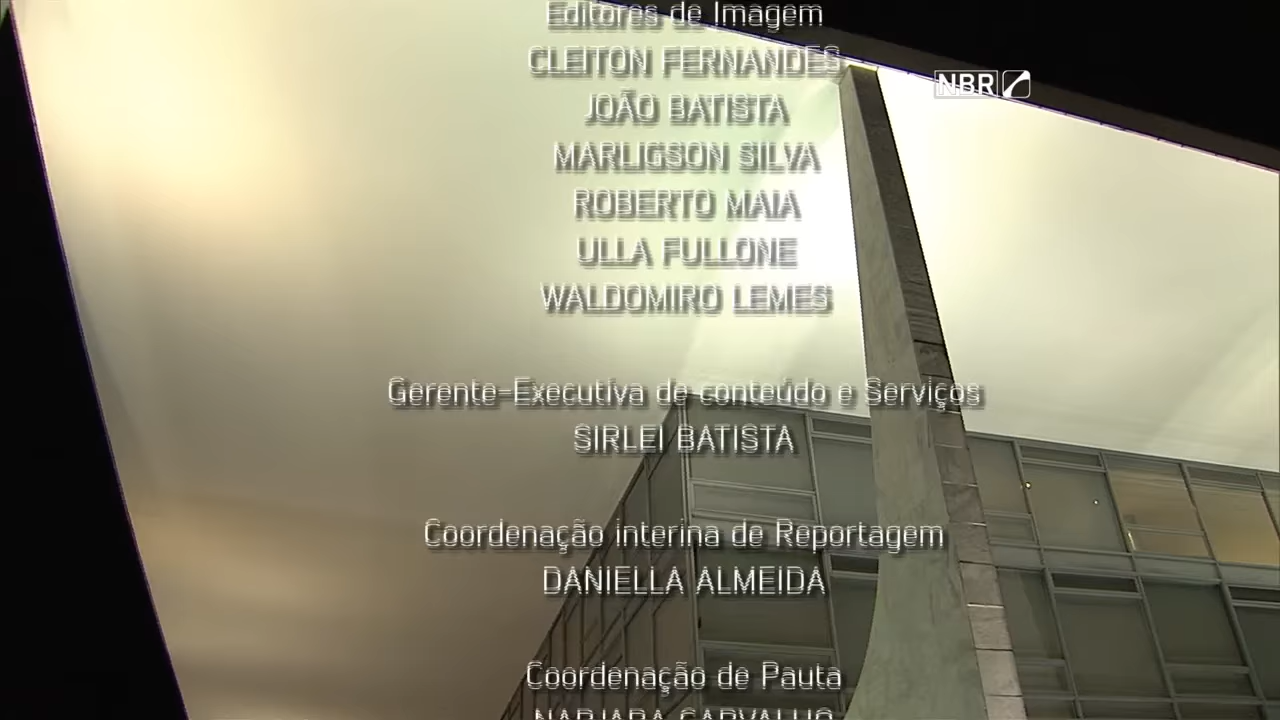 Editores de Imagem
CLEITON FERNANDES
NBR
JOÃO BATISTA
MARLIGSON SILVA
ROBERTO MAIA
ULLA FULLONE
WALDOMIRO LEMES
Gerente-Executiva de conteúdo e Serviços
SIRLEI BATISTA
Coordenação interina de Reportagem
DANIELLA ALMEIDA
Coordenação de Pauta